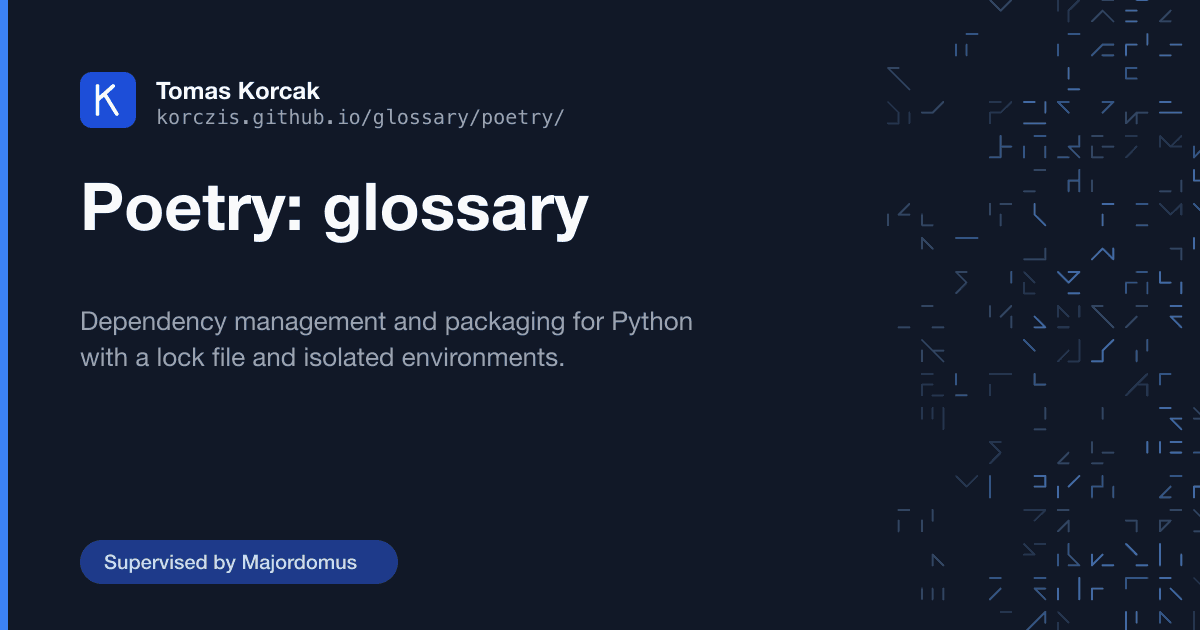 K
Tomas Korcak
korczis.github.io/glossary/poetry/
Poetry: glossary
Dependency management and packaging for Python
with a lock file and isolated environments.
Supervised by Majordomus